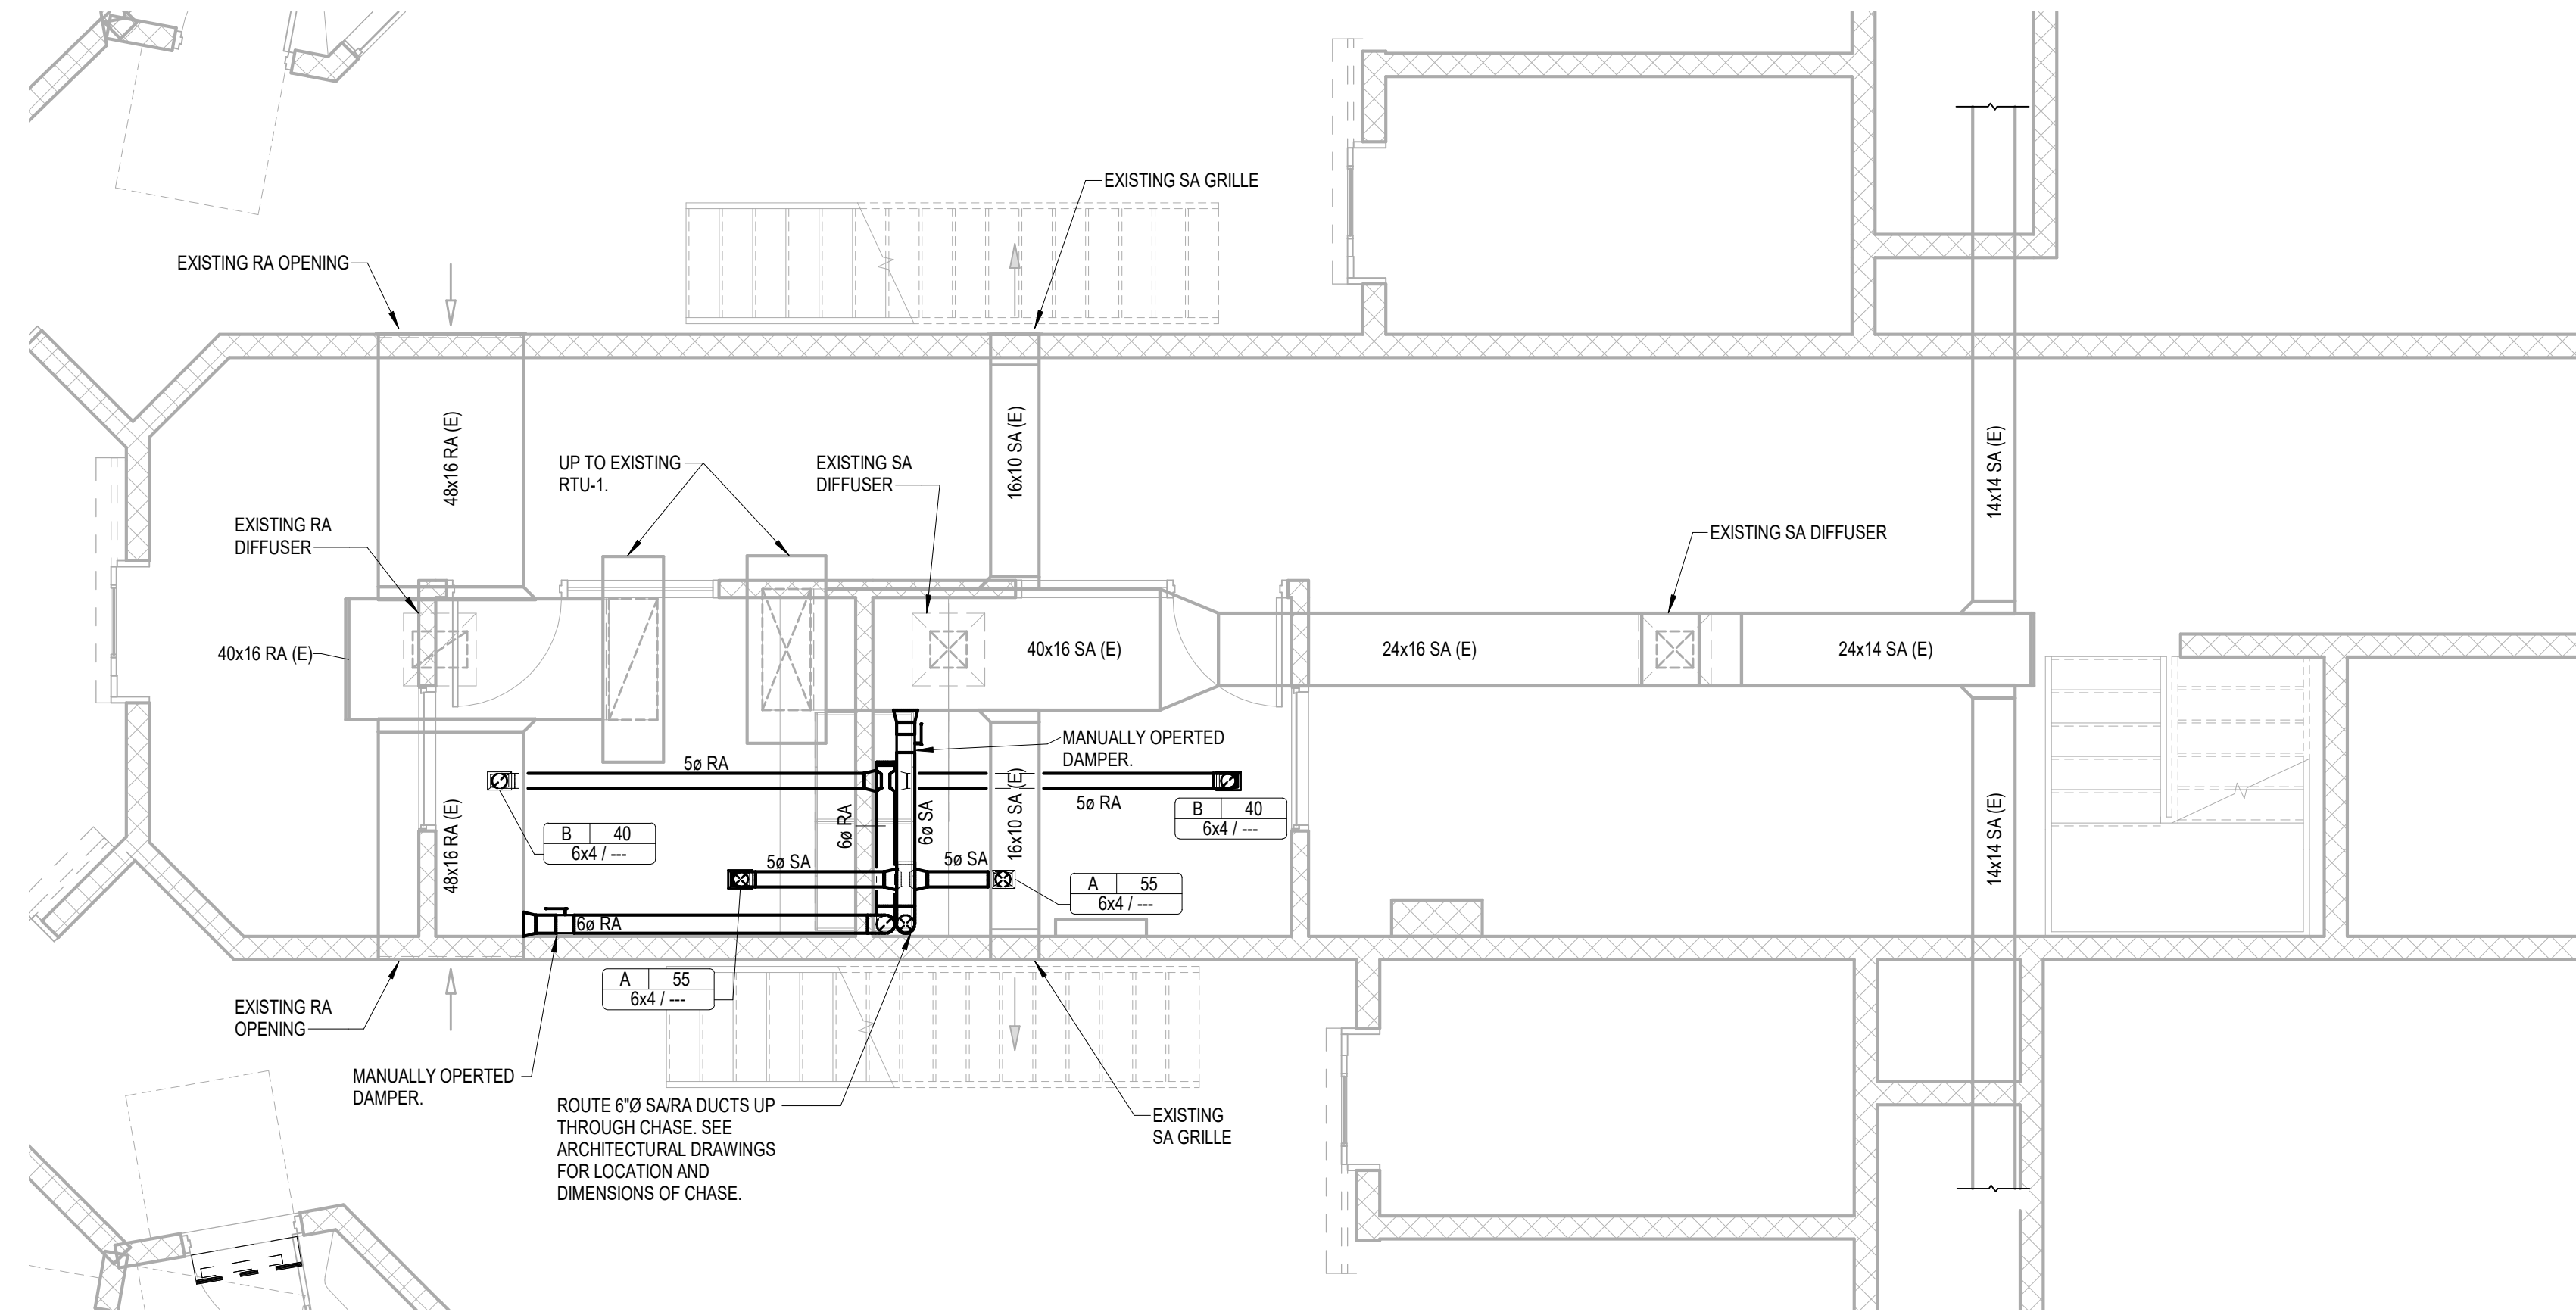 EXISTING SA GRILLE
EXISTING RA OPENING
48x16 RA (E)
16x10 SA (E)
14x14 SA (E)
UP TO EXISTING
RTU-1.
EXISTING SA
DIFFUSER
EXISTING RA
DIFFUSER
EXISTING SA DIFFUSER
40x16 RA (E)
40x16 SA (E)
24x16 SA (E)
24x14 SA (E)
MANUALLY OPERTED
DAMPER.
5ø RA
5ø RA
16x10 SA (E)
6ø RA
6ø SA
B 40
6x4 / ---
B 40
6x4 / ---
48x16 RA (E)
14x14 SA (E)
5ø SA
5ø SA
A 55
6x4 / ---
6ø RA
A 55
6x4 / ---
EXISTING RA
OPENING
MANUALLY OPERTED
DAMPER.
ROUTE 6"Ø SA/RA DUCTS UP
THROUGH CHASE. SEE
ARCHITECTURAL DRAWINGS
FOR LOCATION AND
DIMENSIONS OF CHASE.
EXISTING
SA GRILLE